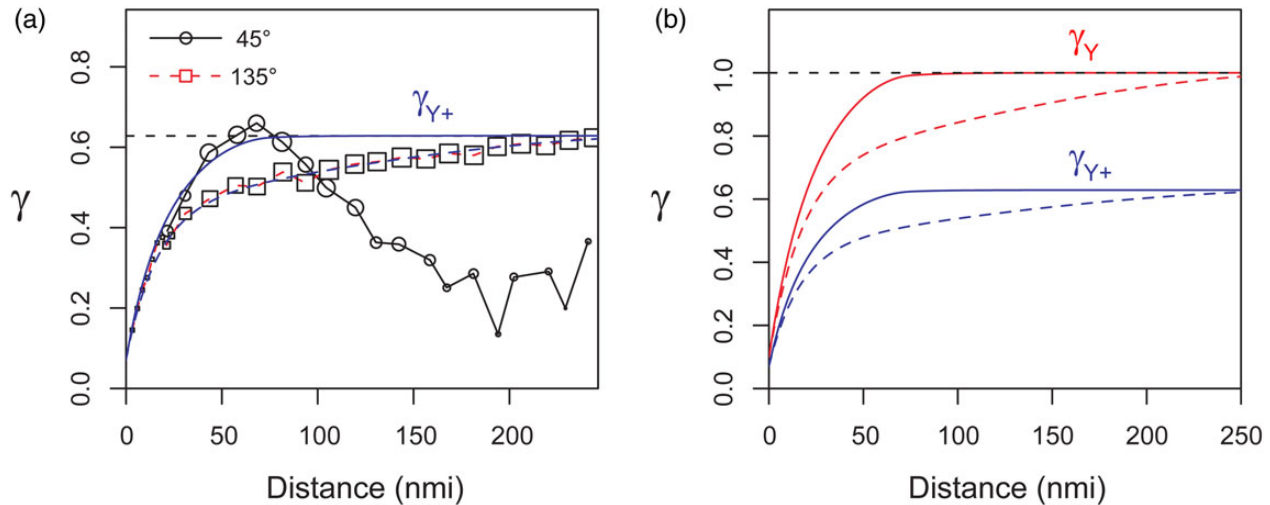 (a)
45°
135°
γY+
γ
0.0 0.2 0.4 0.6 0.8
0 50 100 150 200
Distance (nmi)
(b)
γY
γY+
γ
0.0 0.2 0.4 0.6 0.8 1.0
0 50 100 150 200 250
Distance (nmi)